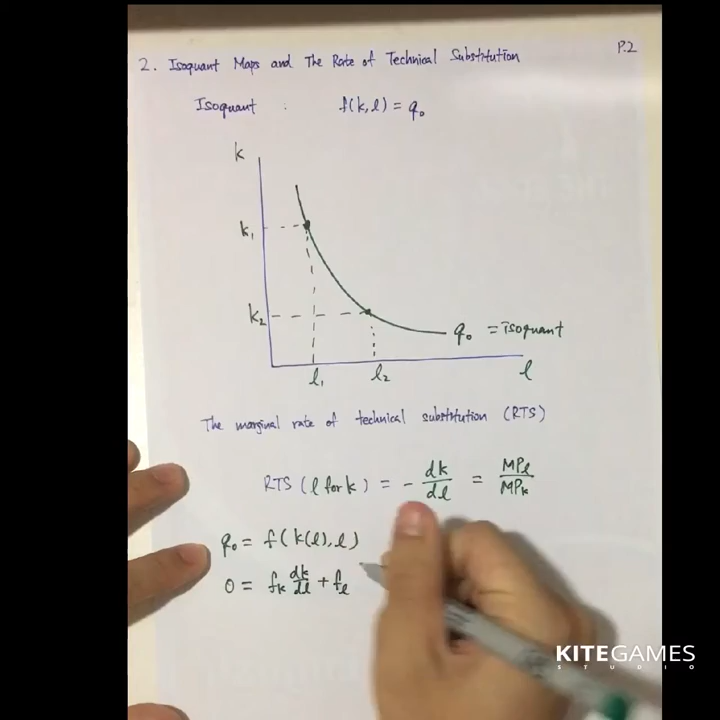 P.2
2. Isoquant Maps and The Rate of Technical Substitution
Isoquant : f(k,l) = q₀
k
k₁
k₂
q₀ = isoquant
l₁ l₂ l
The marginal rate of technical substitution (RTS)
RTS (l for k) = - dk/dl = MPl/MPk
q₀ = f(k(l), l)
0 = fk dk/dl + fl
KITEGAMES
STUDIO